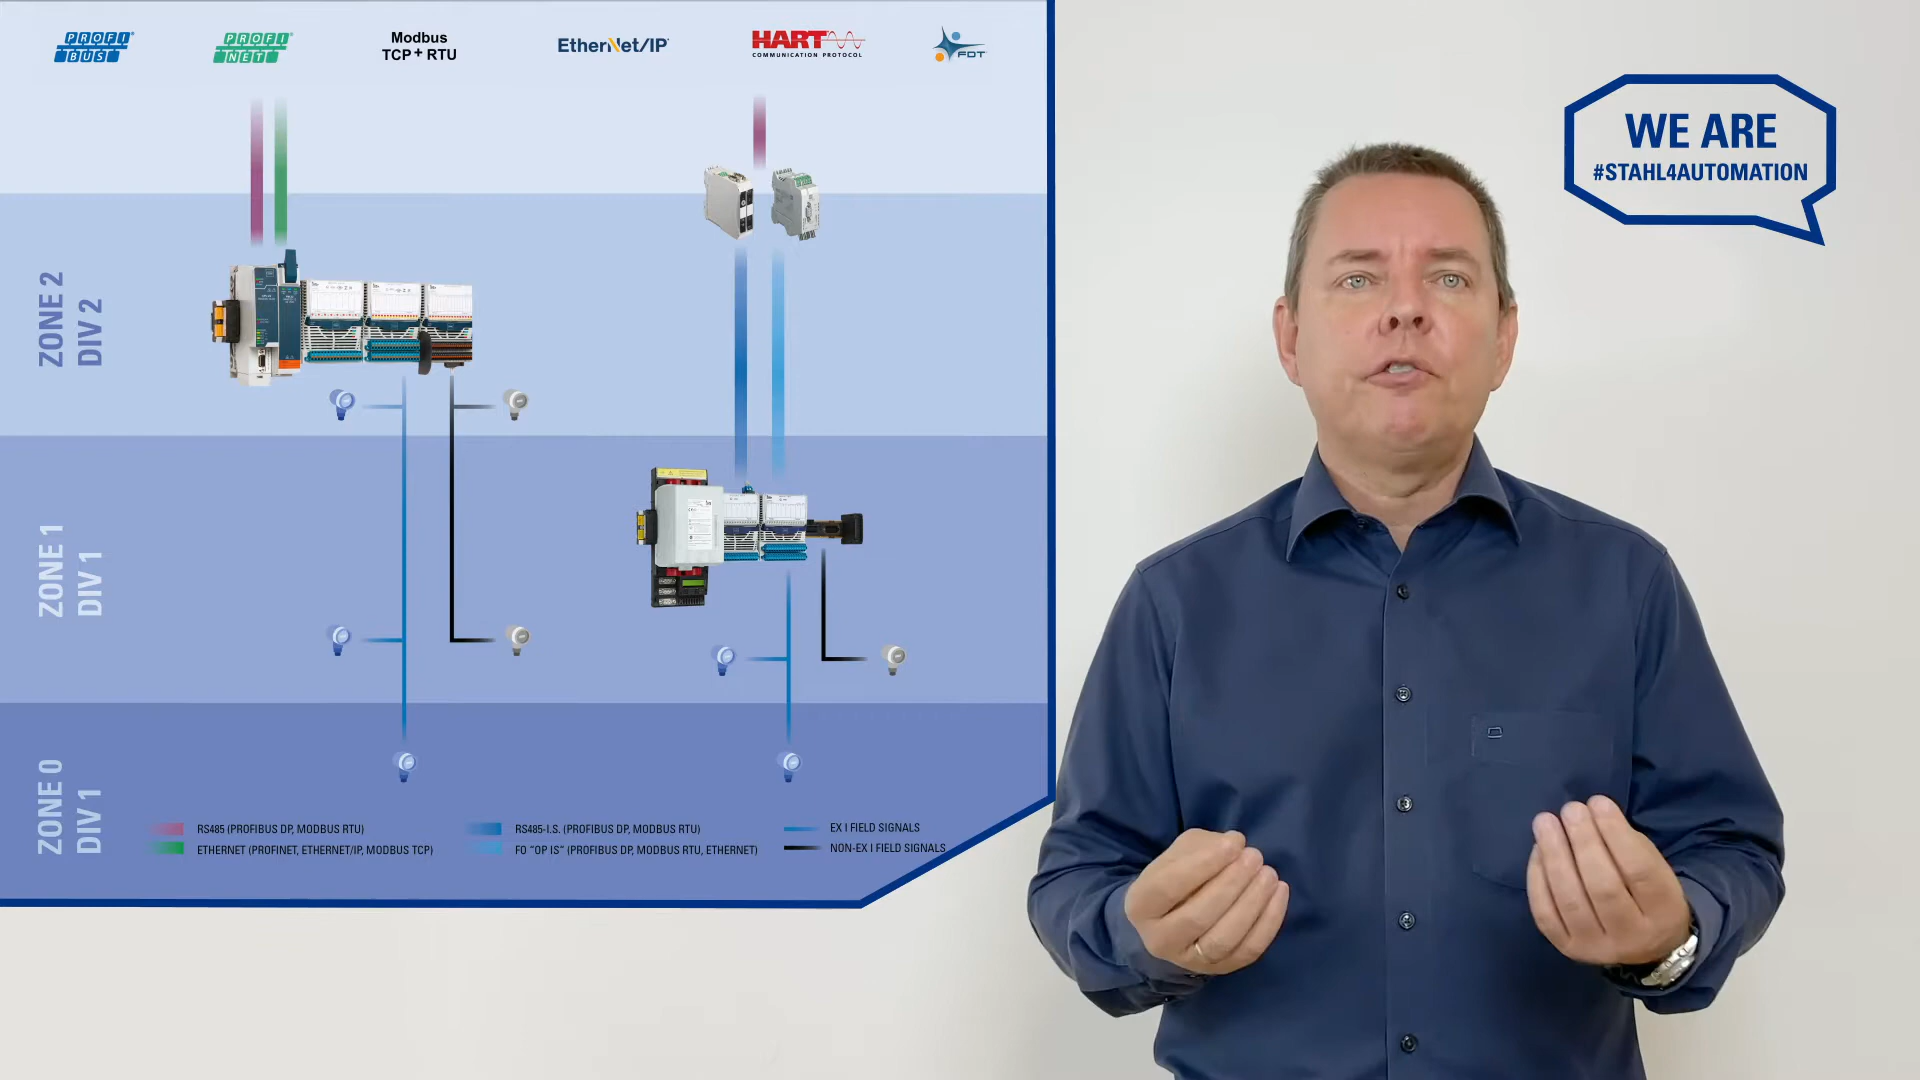 PROFI
BUS
PROFI
NET
Modbus
TCP + RTU
EtherNet/IP
HART
COMMUNICATION PROTOCOL
FDT
WE ARE
#STAHL4AUTOMATION
ZONE 2
DIV 2
ZONE 1
DIV 1
ZONE 0
DIV 1
RS485 (PROFIBUS DP, MODBUS RTU)
ETHERNET (PROFINET, ETHERNET/IP, MODBUS TCP)
RS485-I.S. (PROFIBUS DP, MODBUS RTU)
FO "OP IS" (PROFIBUS DP, MODBUS RTU, ETHERNET)
EX I FIELD SIGNALS
NON-EX I FIELD SIGNALS